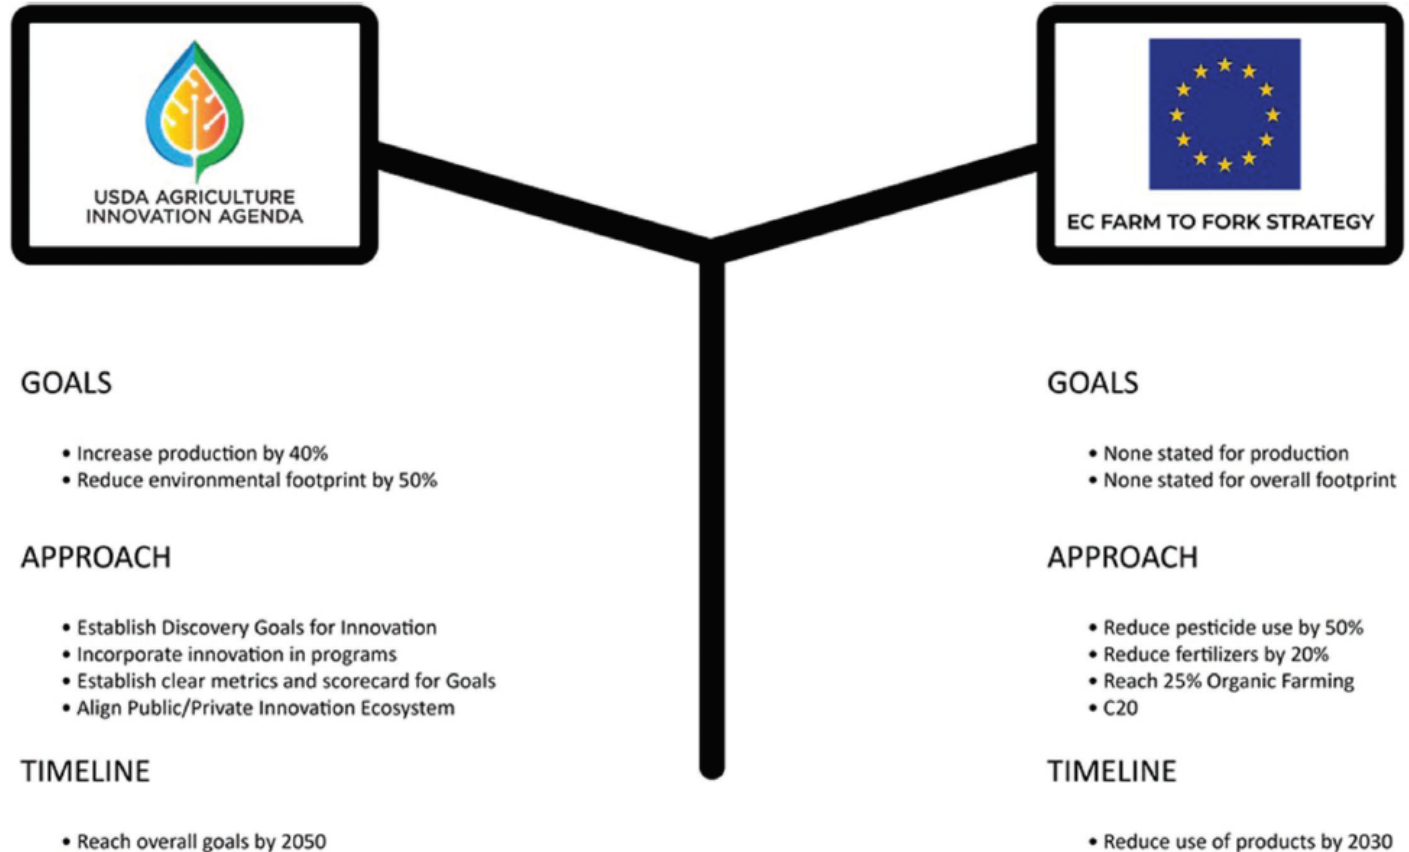 USDA AGRICULTURE
INNOVATION AGENDA
GOALS
• Increase production by 40%
• Reduce environmental footprint by 50%
APPROACH
• Establish Discovery Goals for Innovation
• Incorporate innovation in programs
• Establish clear metrics and scorecard for Goals
• Align Public/Private Innovation Ecosystem
TIMELINE
• Reach overall goals by 2050
EC FARM TO FORK STRATEGY
GOALS
• None stated for production
• None stated for overall footprint
APPROACH
• Reduce pesticide use by 50%
• Reduce fertilizers by 20%
• Reach 25% Organic Farming
• C20
TIMELINE
• Reduce use of products by 2030